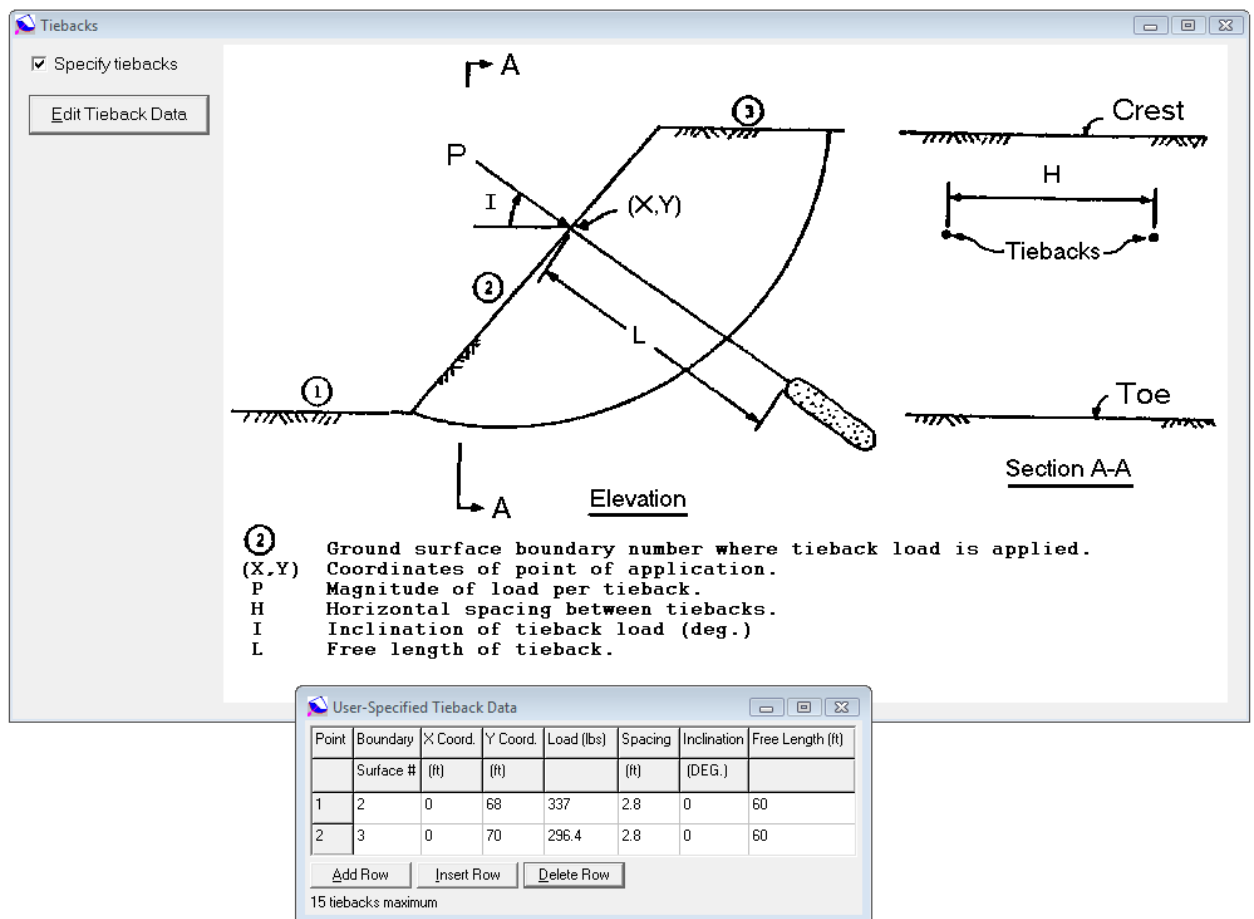 Tiebacks
Specify tiebacks
Edit Tieback Data
A
3
Crest
P
H
I
(X,Y)
Tiebacks
2
L
1
Toe
Section A-A
Elevation
A
2 Ground surface boundary number where tieback load is applied.
(X,Y) Coordinates of point of application.
P Magnitude of load per tieback.
H Horizontal spacing between tiebacks.
I Inclination of tieback load (deg.)
L Free length of tieback.
User-Specified Tieback Data
Point Boundary X Coord. Y Coord. Load (lbs) Spacing Inclination Free Length (ft)
Surface # (ft) (ft) (ft) (DEG.)
1 2 0 68 337 2.8 0 60
2 3 0 70 296.4 2.8 0 60
Add Row Insert Row Delete Row
15 tiebacks maximum